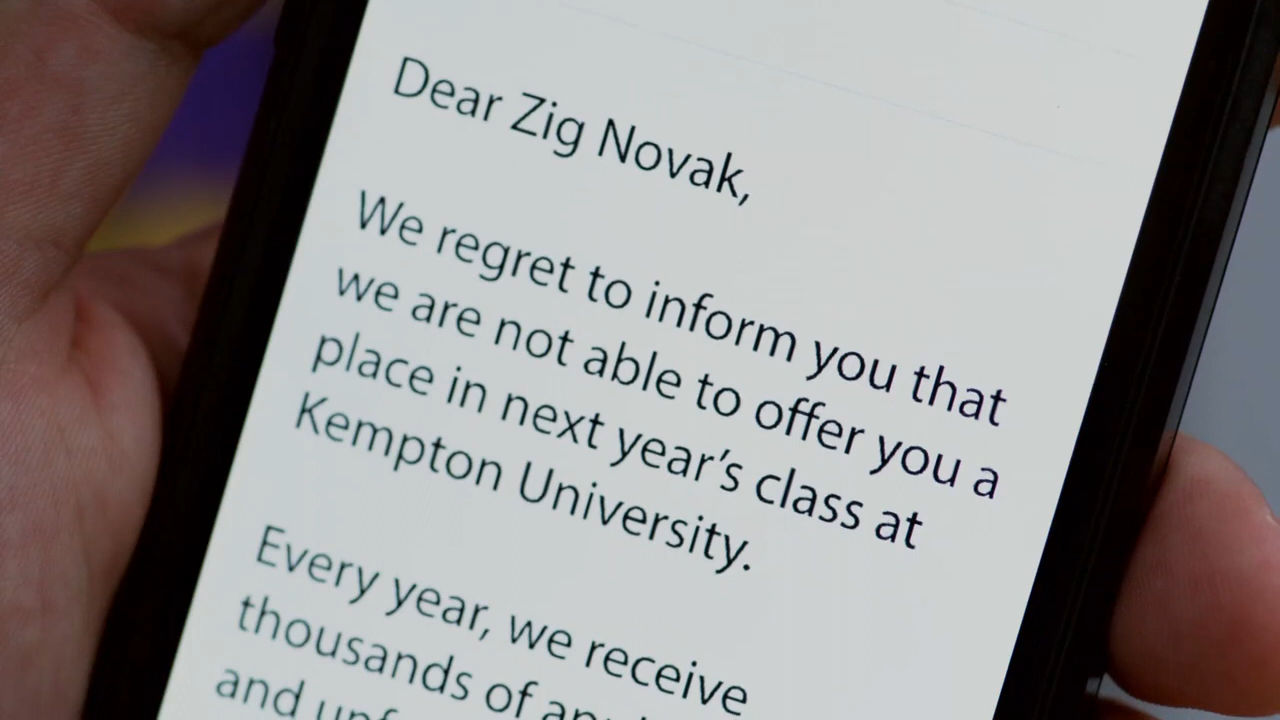 Dear Zig Novak,
We regret to inform you that
we are not able to offer you a
place in next year's class at
Kempton University.
Every year, we receive
thousands of
and